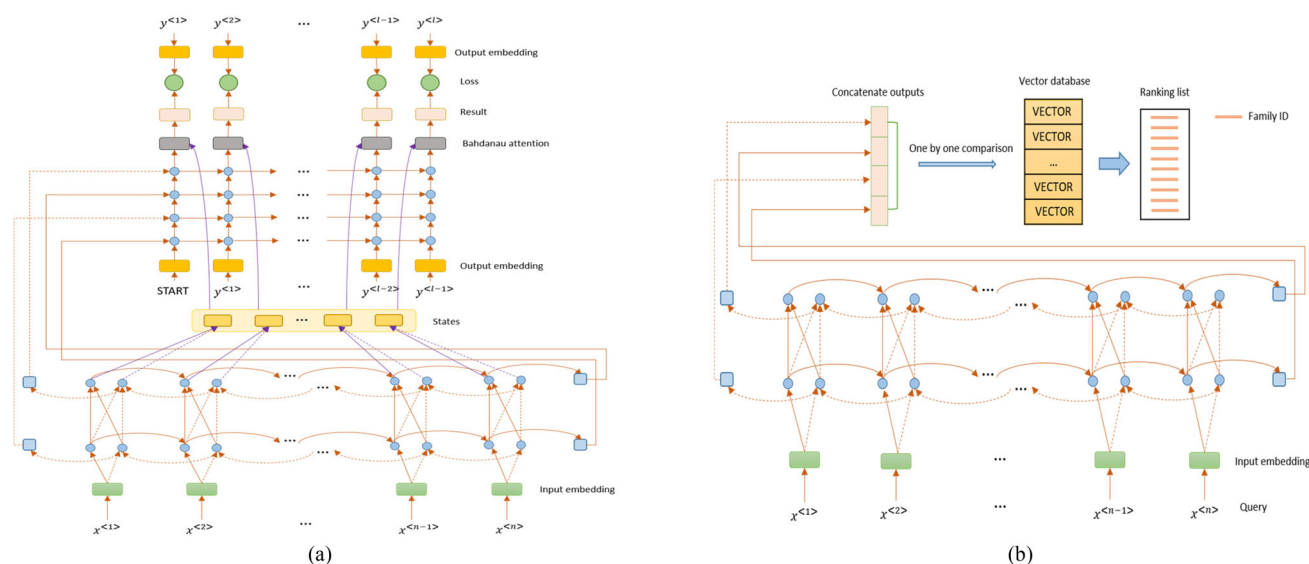 y<1> y<2> ... y<l−1> y<l>
Output embedding
Loss
Result
Bahdanau attention
...
...
...
...
Output embedding
START y<1> ... y<l−2> y<l−1>
... States
...
...
...
...
Input embedding
x<1> x<2> ... x<n−1> x<n>
(a)
Concatenate outputs
Vector database
Ranking list
Family ID
One by one comparison
VECTOR
VECTOR
...
VECTOR
VECTOR
...
...
...
...
Input embedding
...
x<1> x<2> ... x<n−1> x<n> Query
(b)